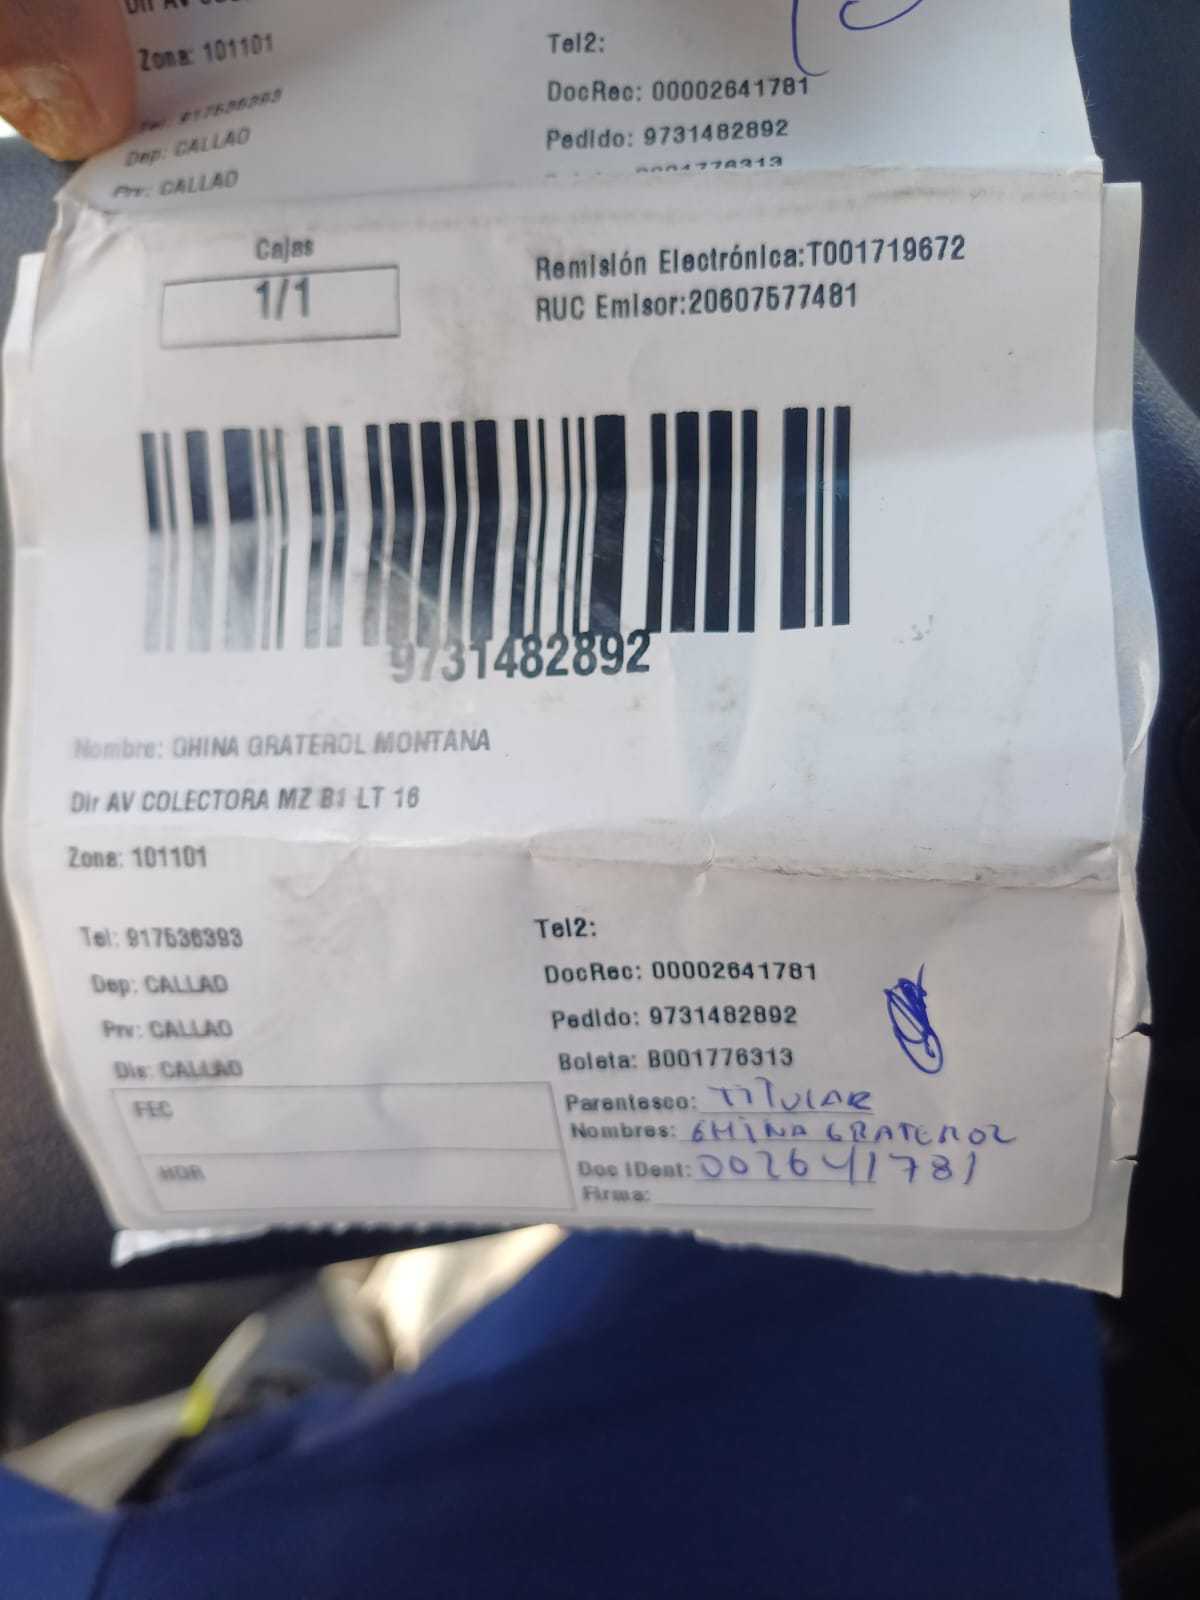 Zona: 101101
Tel: 917536393
Dep: CALLAO
Prv: CALLAO
Tel2:
DocRec: 00002641781
Pedido: 9731482892
0001776313
Cajas
1/1
Remisión Electrónica:T001719672
RUC Emisor:20607577481
9731482892
Nombre: GHINA GRATEROL MONTANA
Dir AV COLECTORA MZ B1 LT 16
Zona: 101101
Tel: 917536393
Dep: CALLAO
Prv: CALLAO
Dis: CALLAO
Tel2:
DocRec: 00002641781
Pedido: 9731482892
Boleta: B001776313
FEC
HOR
Parentesco: TITULAR
Nombres: GHINA GRATEROL
Doc IDent: 002641781
Firma: